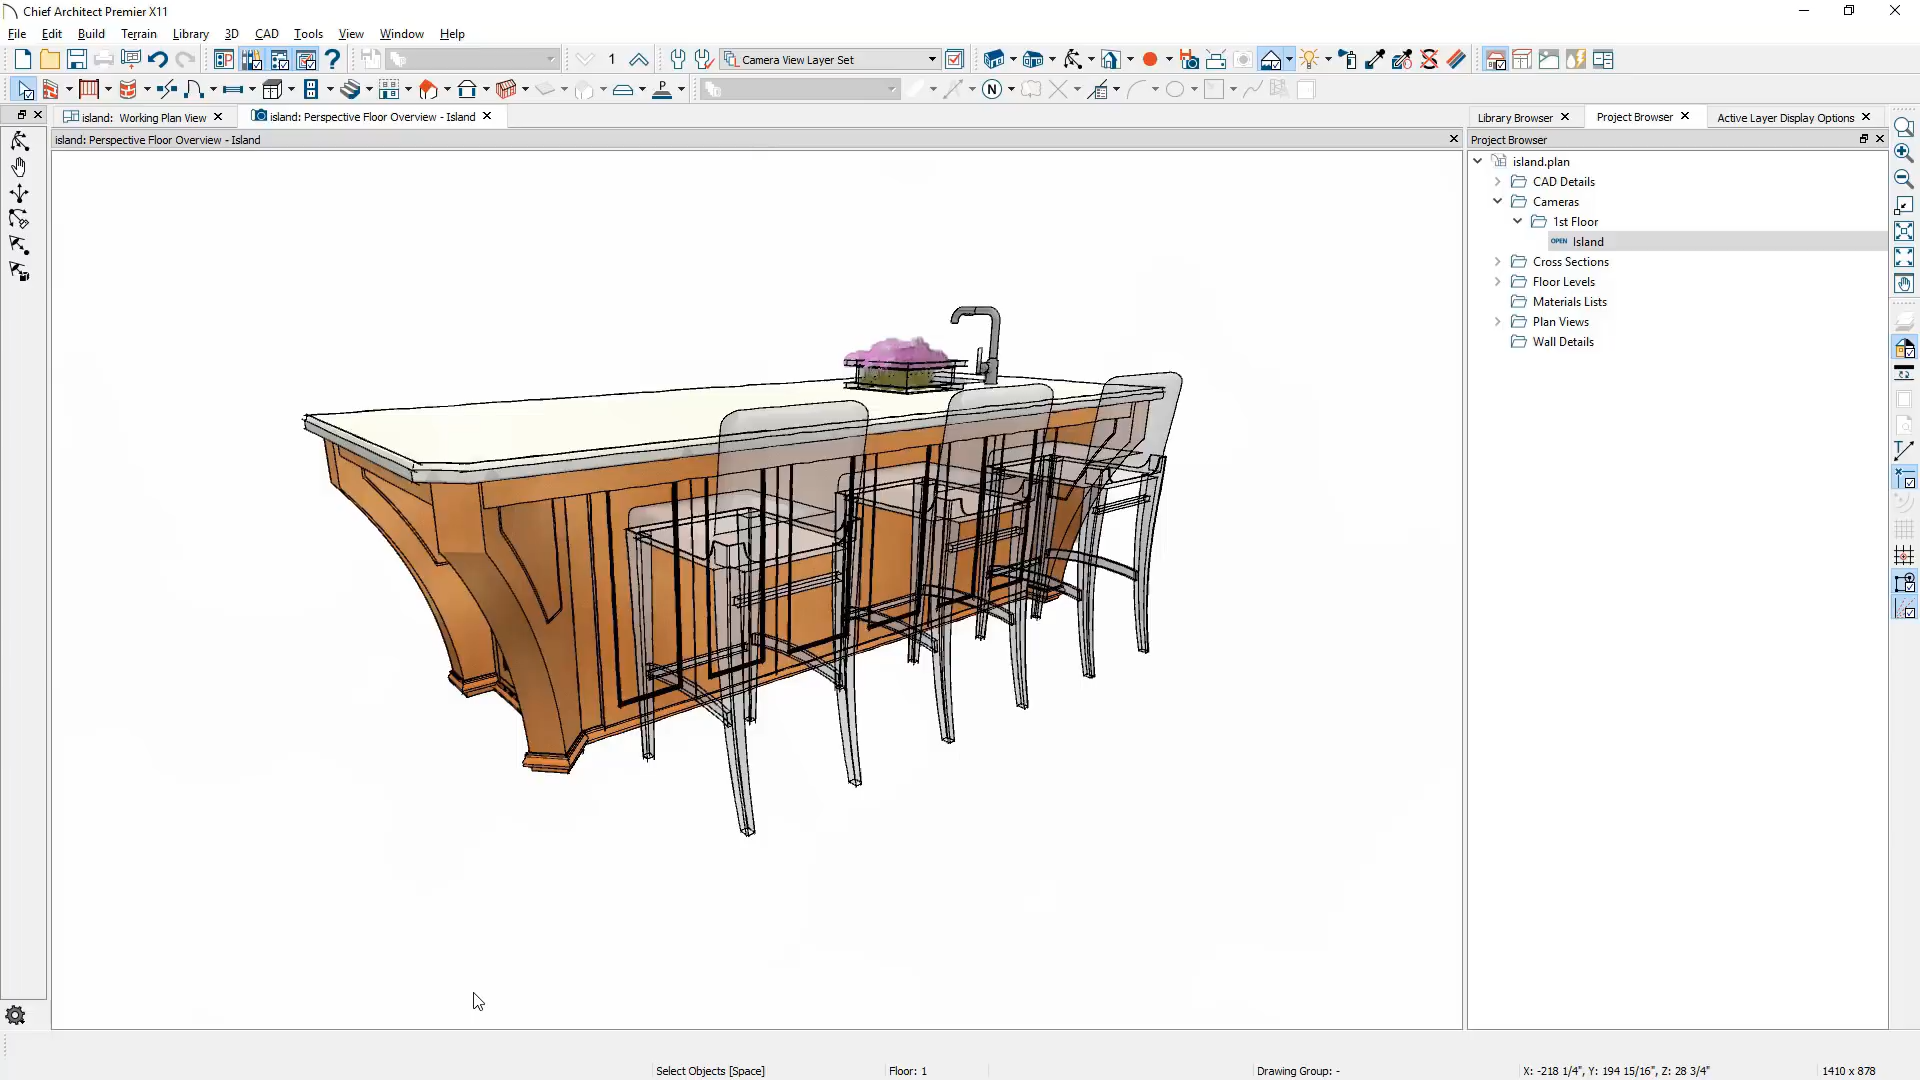 Chief Architect Premier X11
File Edit Build Terrain Library 3D CAD Tools View Window Help
1 Camera View Layer Set
N P
island: Working Plan View island: Perspective Floor Overview - Island
Library Browser Project Browser Active Layer Display Options
island: Perspective Floor Overview - Island
Project Browser
island.plan
CAD Details
Cameras
1st Floor
OPEN Island
Cross Sections
Floor Levels
Materials Lists
Plan Views
Wall Details
Select Objects [Space] Floor: 1 Drawing Group: - X: -218 1/4", Y: 194 15/16", Z: 28 3/4" 1410 x 878